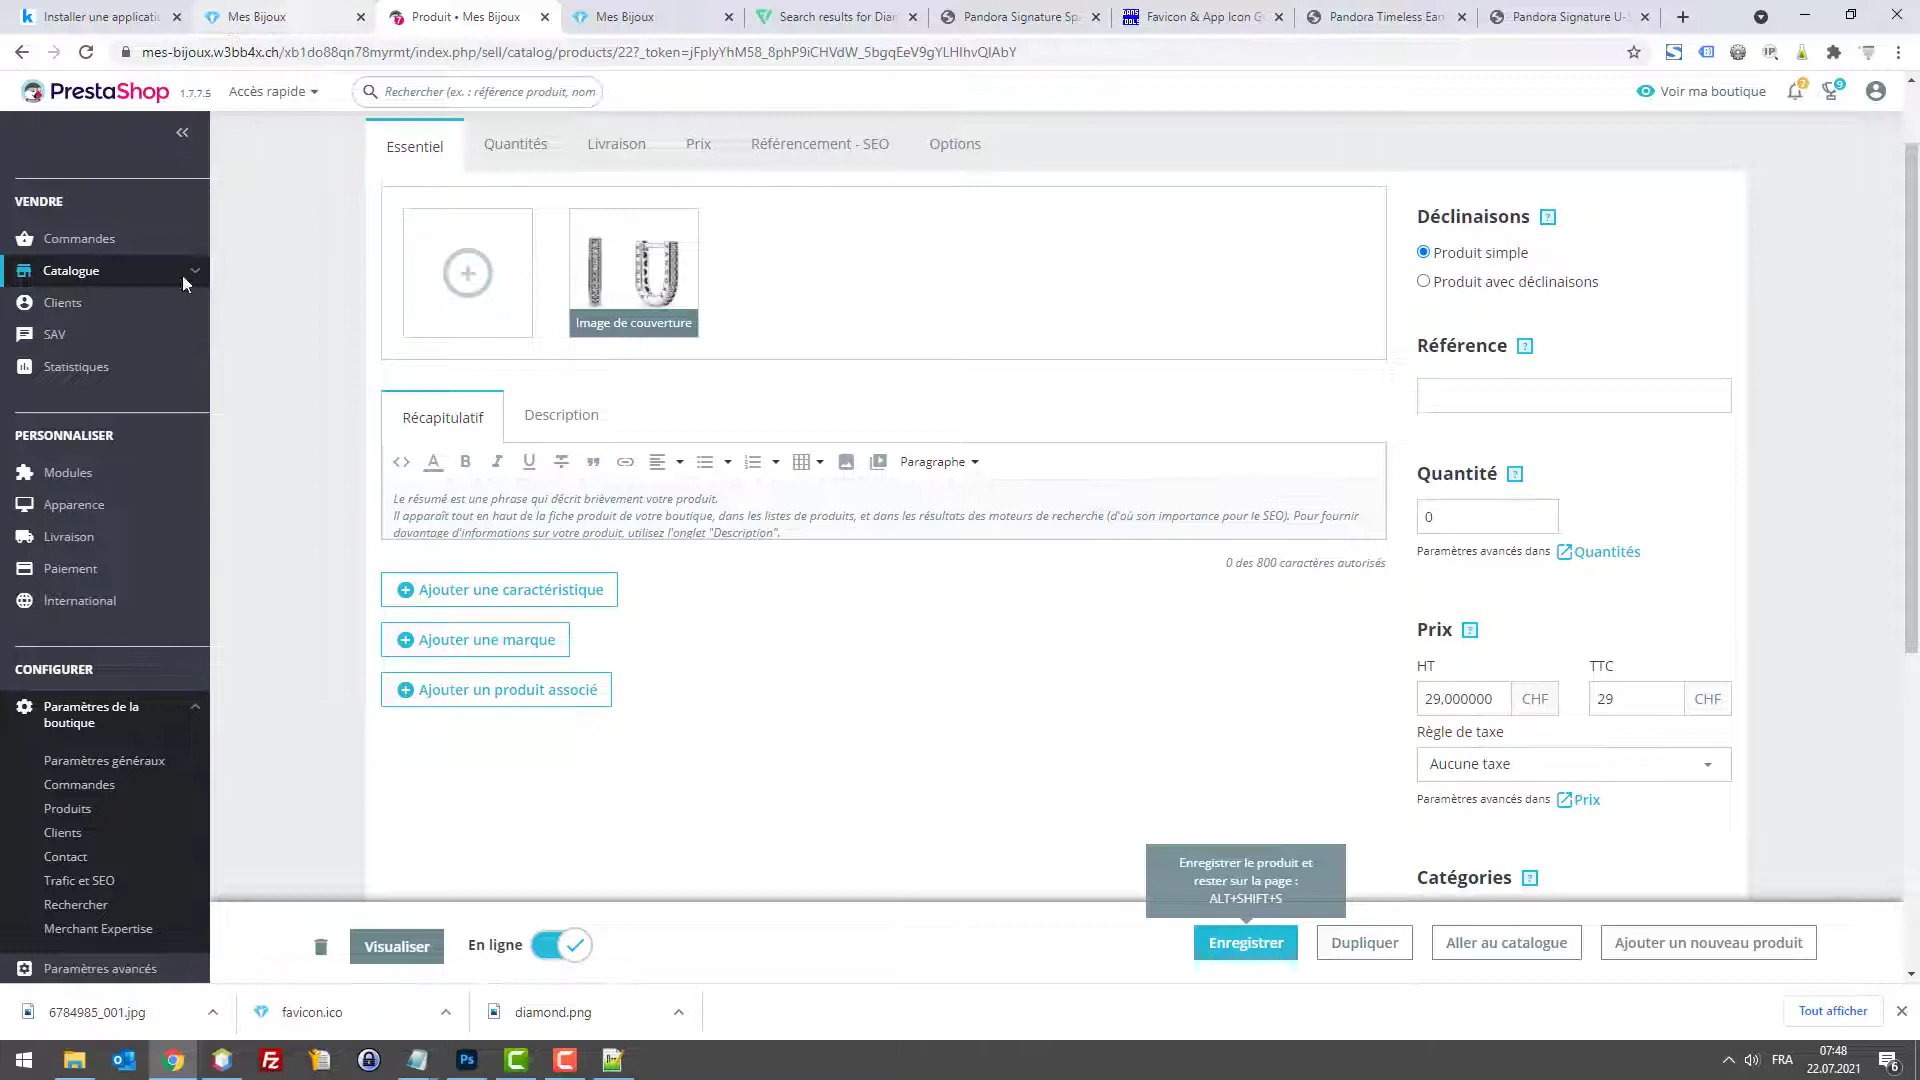 Installer une applicati
Mes Bijoux
Produit • Mes Bijoux
Mes Bijoux
Search results for Diar
Pandora Signature Sp
Favicon & App Icon G
Pandora Timeless Ear
Pandora Signature U-S
mes-bijoux.w3bb4x.ch/xb1do88qn78myrmt/index.php/sell/catalog/products/22?_token=jFplyYhM58_8phP9iCHVdW_5bgqEeV9gYLHIhvQIAbY
PrestaShop
1.7.7.5
Accès rapide
Rechercher (ex. : référence produit, nom
Voir ma boutique
7
9
VENDRE
Commandes
Catalogue
Clients
SAV
Statistiques
PERSONNALISER
Modules
Apparence
Livraison
Paiement
International
CONFIGURER
Paramètres de la
boutique
Paramètres généraux
Commandes
Produits
Clients
Contact
Trafic et SEO
Rechercher
Merchant Expertise
Paramètres avancés
Essentiel
Quantités
Livraison
Prix
Référencement - SEO
Options
Image de couverture
Récapitulatif
Description
Paragraphe
Le résumé est une phrase qui décrit brièvement votre produit.
Il apparaît tout en haut de la fiche produit de votre boutique, dans les listes de produits, et dans les résultats des moteurs de recherche (d'où son importance pour le SEO). Pour fournir
davantage d'informations sur votre produit, utilisez l'onglet "Description".
0 des 800 caractères autorisés
Ajouter une caractéristique
Ajouter une marque
Ajouter un produit associé
Déclinaisons ?
Produit simple
Produit avec déclinaisons
Référence ?
Quantité ?
0
Paramètres avancés dans Quantités
Prix ?
HT
TTC
29,000000 CHF
29 CHF
Règle de taxe
Aucune taxe
Paramètres avancés dans Prix
Catégories ?
Enregistrer le produit et
rester sur la page :
ALT+SHIFT+S
Visualiser
En ligne
Enregistrer
Dupliquer
Aller au catalogue
Ajouter un nouveau produit
6784985_001.jpg
favicon.ico
diamond.png
Tout afficher
FRA
07:48
22.07.2021
6